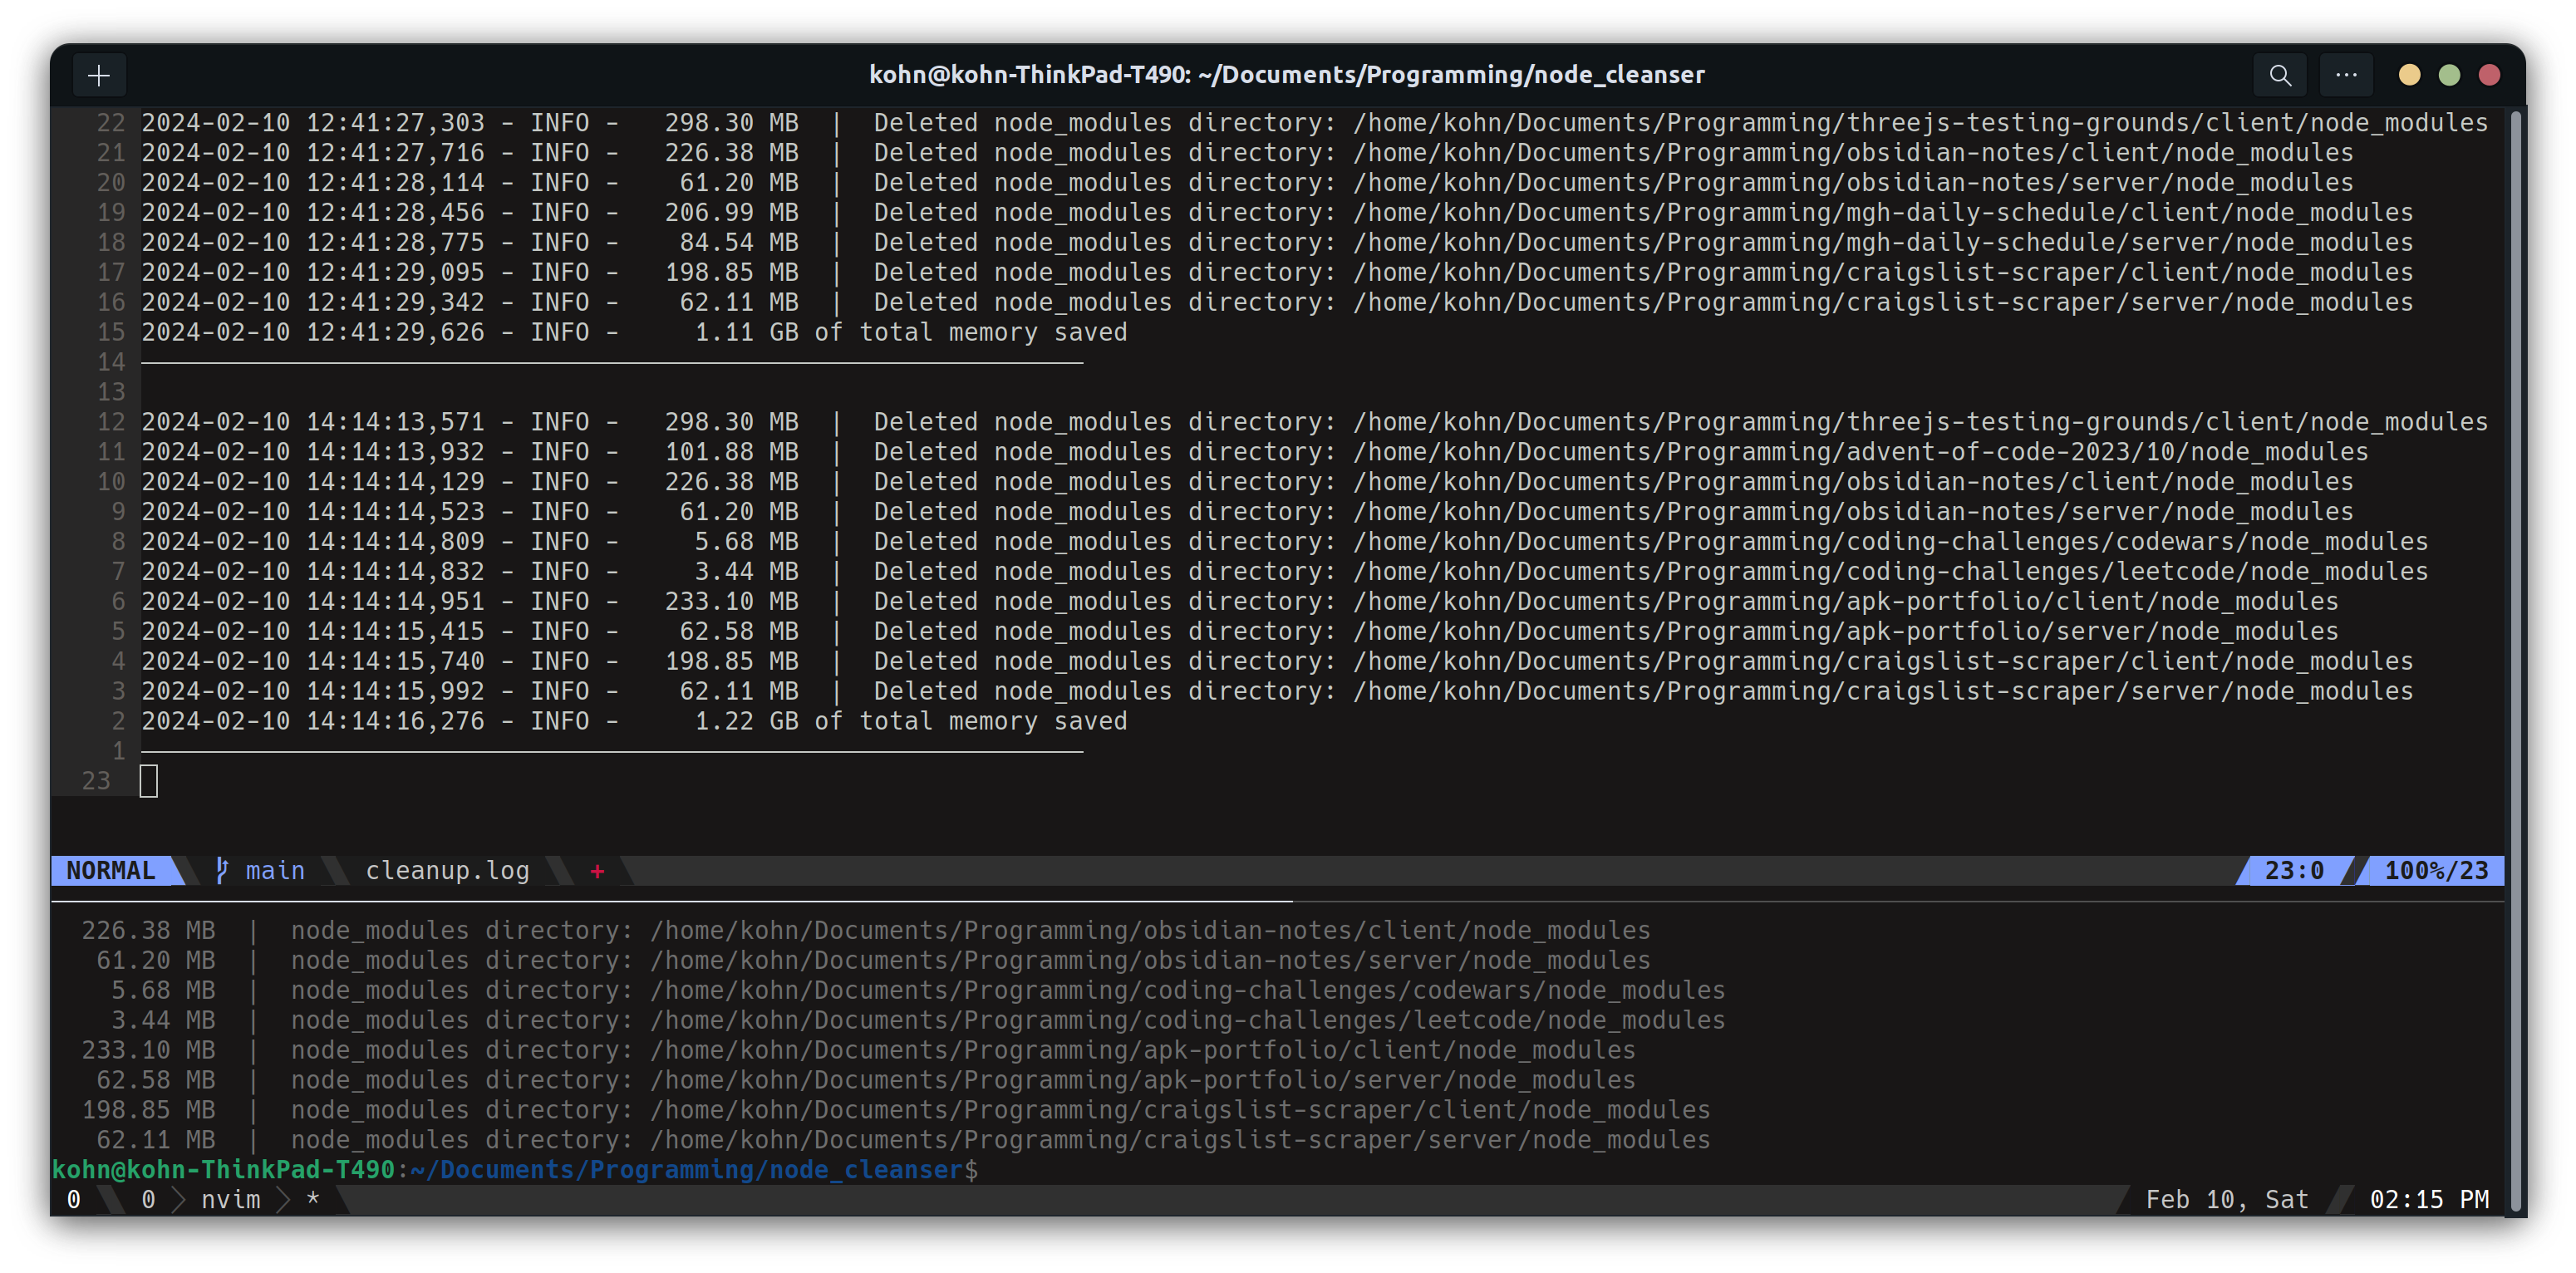 kohn@kohn-ThinkPad-T490: ~/Documents/Programming/node_cleanser
22 2024-02-10 12:41:27,303 - INFO -   298.30 MB  |  Deleted node_modules directory: /home/kohn/Documents/Programming/threejs-testing-grounds/client/node_modules
21 2024-02-10 12:41:27,716 - INFO -   226.38 MB  |  Deleted node_modules directory: /home/kohn/Documents/Programming/obsidian-notes/client/node_modules
20 2024-02-10 12:41:28,114 - INFO -    61.20 MB  |  Deleted node_modules directory: /home/kohn/Documents/Programming/obsidian-notes/server/node_modules
19 2024-02-10 12:41:28,456 - INFO -   206.99 MB  |  Deleted node_modules directory: /home/kohn/Documents/Programming/mgh-daily-schedule/client/node_modules
18 2024-02-10 12:41:28,775 - INFO -    84.54 MB  |  Deleted node_modules directory: /home/kohn/Documents/Programming/mgh-daily-schedule/server/node_modules
17 2024-02-10 12:41:29,095 - INFO -   198.85 MB  |  Deleted node_modules directory: /home/kohn/Documents/Programming/craigslist-scraper/client/node_modules
16 2024-02-10 12:41:29,342 - INFO -    62.11 MB  |  Deleted node_modules directory: /home/kohn/Documents/Programming/craigslist-scraper/server/node_modules
15 2024-02-10 12:41:29,626 - INFO -     1.11 GB of total memory saved
14
13
12 2024-02-10 14:14:13,571 - INFO -   298.30 MB  |  Deleted node_modules directory: /home/kohn/Documents/Programming/threejs-testing-grounds/client/node_modules
11 2024-02-10 14:14:13,932 - INFO -   101.88 MB  |  Deleted node_modules directory: /home/kohn/Documents/Programming/advent-of-code-2023/10/node_modules
10 2024-02-10 14:14:14,129 - INFO -   226.38 MB  |  Deleted node_modules directory: /home/kohn/Documents/Programming/obsidian-notes/client/node_modules
9 2024-02-10 14:14:14,523 - INFO -    61.20 MB  |  Deleted node_modules directory: /home/kohn/Documents/Programming/obsidian-notes/server/node_modules
8 2024-02-10 14:14:14,809 - INFO -     5.68 MB  |  Deleted node_modules directory: /home/kohn/Documents/Programming/coding-challenges/codewars/node_modules
7 2024-02-10 14:14:14,832 - INFO -     3.44 MB  |  Deleted node_modules directory: /home/kohn/Documents/Programming/coding-challenges/leetcode/node_modules
6 2024-02-10 14:14:14,951 - INFO -   233.10 MB  |  Deleted node_modules directory: /home/kohn/Documents/Programming/apk-portfolio/client/node_modules
5 2024-02-10 14:14:15,415 - INFO -    62.58 MB  |  Deleted node_modules directory: /home/kohn/Documents/Programming/apk-portfolio/server/node_modules
4 2024-02-10 14:14:15,740 - INFO -   198.85 MB  |  Deleted node_modules directory: /home/kohn/Documents/Programming/craigslist-scraper/client/node_modules
3 2024-02-10 14:14:15,992 - INFO -    62.11 MB  |  Deleted node_modules directory: /home/kohn/Documents/Programming/craigslist-scraper/server/node_modules
2 2024-02-10 14:14:16,276 - INFO -     1.22 GB of total memory saved
1
23
NORMAL main cleanup.log + 23:0 100%/23
226.38 MB  |  node_modules directory: /home/kohn/Documents/Programming/obsidian-notes/client/node_modules
61.20 MB  |  node_modules directory: /home/kohn/Documents/Programming/obsidian-notes/server/node_modules
5.68 MB  |  node_modules directory: /home/kohn/Documents/Programming/coding-challenges/codewars/node_modules
3.44 MB  |  node_modules directory: /home/kohn/Documents/Programming/coding-challenges/leetcode/node_modules
233.10 MB  |  node_modules directory: /home/kohn/Documents/Programming/apk-portfolio/client/node_modules
62.58 MB  |  node_modules directory: /home/kohn/Documents/Programming/apk-portfolio/server/node_modules
198.85 MB  |  node_modules directory: /home/kohn/Documents/Programming/craigslist-scraper/client/node_modules
62.11 MB  |  node_modules directory: /home/kohn/Documents/Programming/craigslist-scraper/server/node_modules
kohn@kohn-ThinkPad-T490:~/Documents/Programming/node_cleanser$
0 0 nvim * Feb 10, Sat 02:15 PM